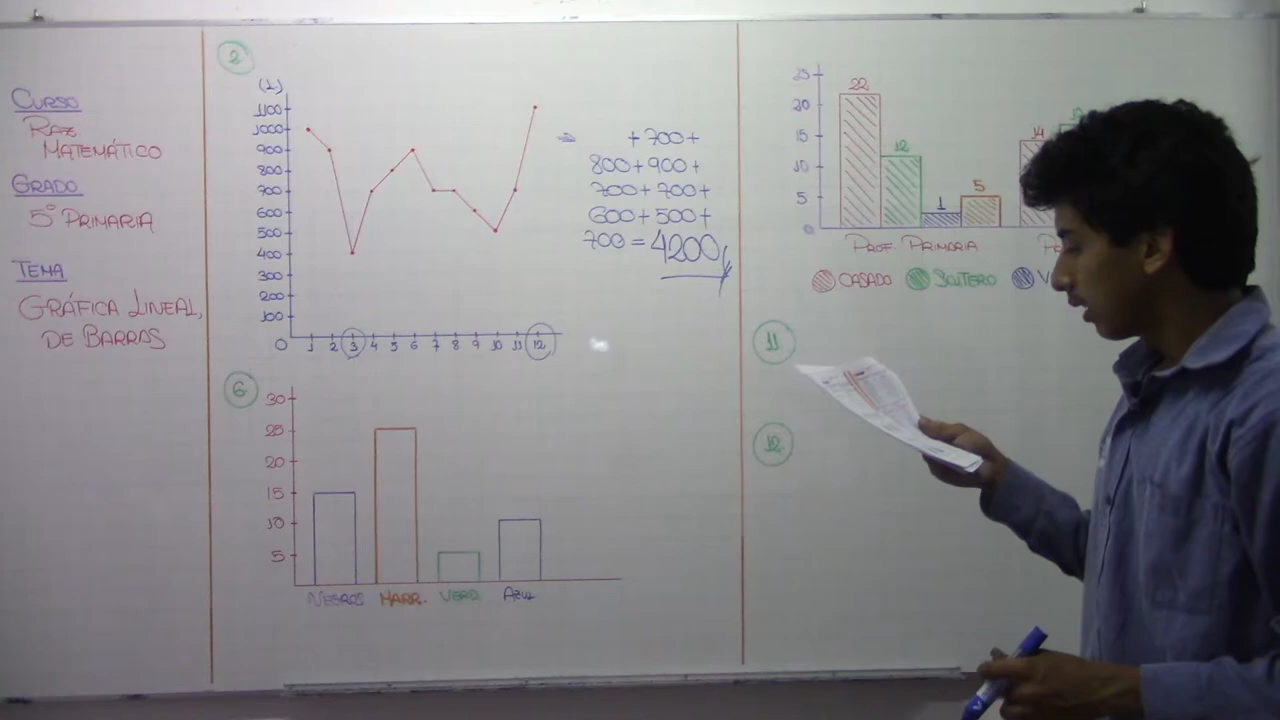 CURSO
RAZ.
MATEMÁTICO
GRADO
5° PRIMARIA
TEMA
GRÁFICA LINEAL,
DE BARRAS
2
(L)
1100
1000
900
800
700
600
500
400
300
200
100
0 1 2 3 4 5 6 7 8 9 10 11 12
⇒ +700+
800+900+
700+700+
600+500+
700=4200
6
30
25
20
15
10
5
NEGROS MARR. VERD. AZUL
25
20
15
10
5
0
22 12 1 5 14
PROF. PRIMARIA
CASADO SOLTERO V
11
12